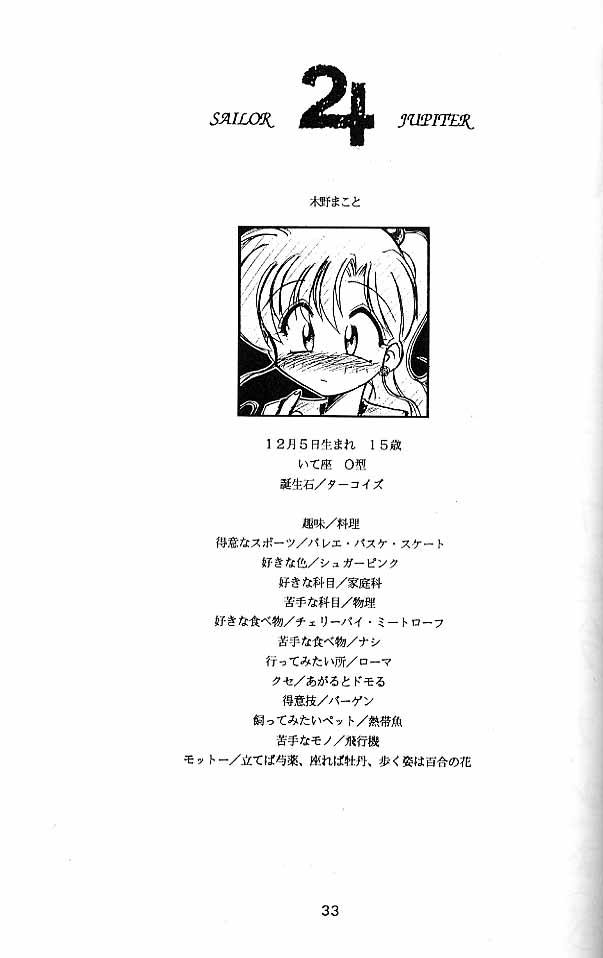 SAILOR ♃ JUPITER
木野まこと
12月5日生まれ 15歳
いて座 O型
誕生石/ターコイズ
趣味/料理
得意なスポーツ/バレエ・バスケ・スケート
好きな色/シュガーピンク
好きな科目/家庭科
苦手な科目/物理
好きな食べ物/チェリーパイ・ミートローフ
苦手な食べ物/ナシ
行ってみたい所/ローマ
クセ/あがるとドモる
得意技/バーゲン
飼ってみたいペット/熱帯魚
苦手なモノ/飛行機
モットー/立てば芍薬、座れば牡丹、歩く姿は百合の花
33